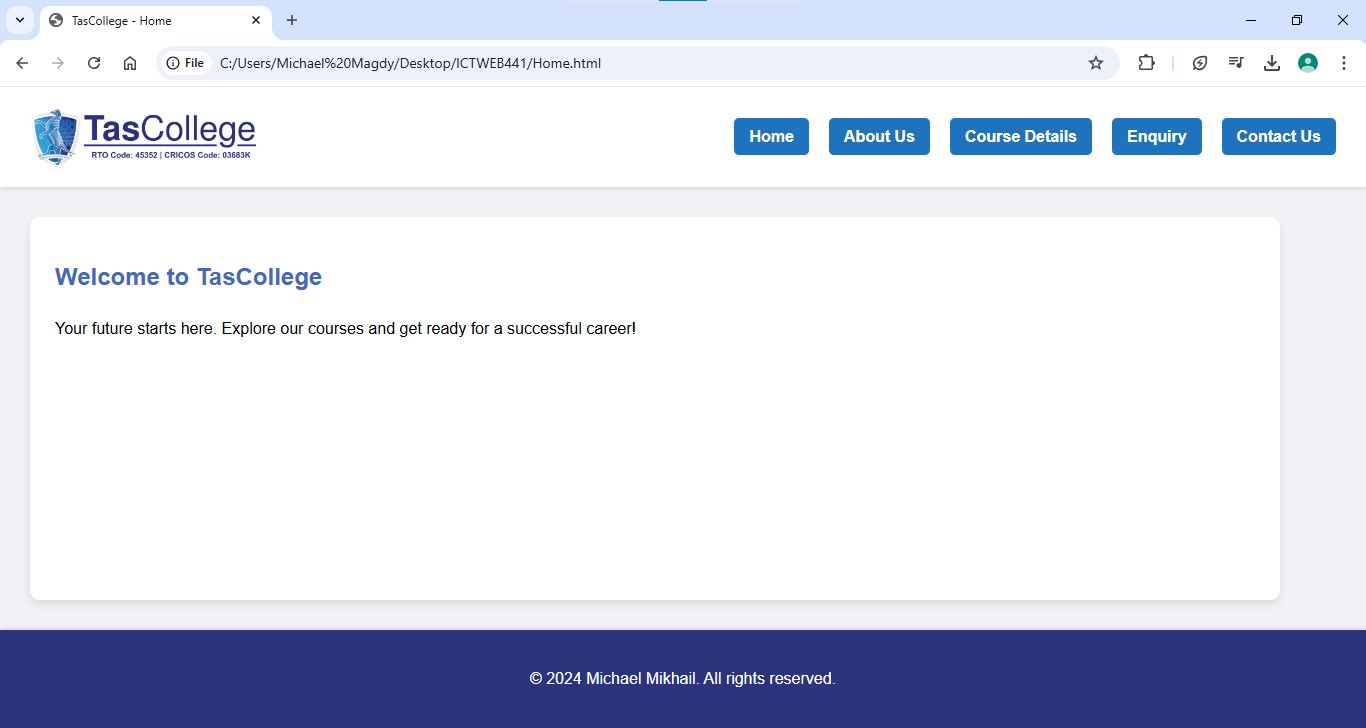 TasCollege - Home
File C:/Users/Michael%20Magdy/Desktop/ICTWEB441/Home.html
TasCollege
RTO Code: 45352 | CRICOS Code: 03683K
Home About Us Course Details Enquiry Contact Us
Welcome to TasCollege
Your future starts here. Explore our courses and get ready for a successful career!
© 2024 Michael Mikhail. All rights reserved.